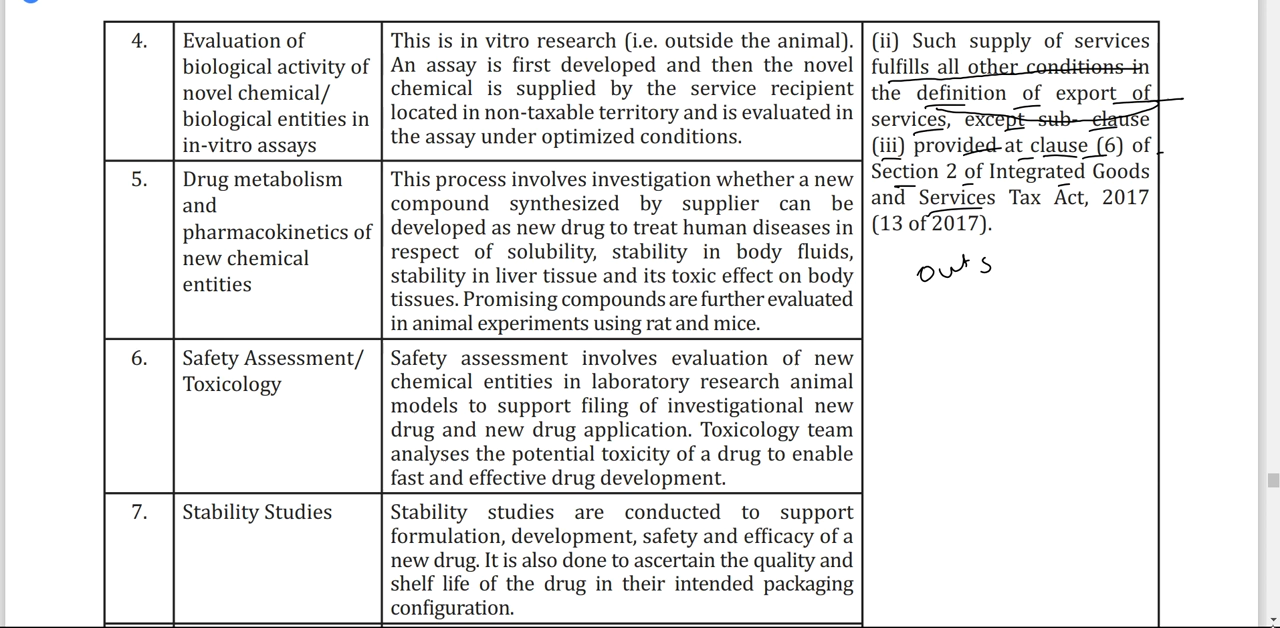 4.
Evaluation of
biological activity of
novel chemical/
biological entities in
in-vitro assays
This is in vitro research (i.e. outside the animal).
An assay is first developed and then the novel
chemical is supplied by the service recipient
located in non-taxable territory and is evaluated in
the assay under optimized conditions.
(ii) Such supply of services
fulfills all other conditions in
the definition of export of
services, except sub- clause
(iii) provided at clause (6) of
Section 2 of Integrated Goods
and Services Tax Act, 2017
(13 of 2017).
outs
5.
Drug metabolism
and
pharmacokinetics of
new chemical
entities
This process involves investigation whether a new
compound synthesized by supplier can be
developed as new drug to treat human diseases in
respect of solubility, stability in body fluids,
stability in liver tissue and its toxic effect on body
tissues. Promising compounds are further evaluated
in animal experiments using rat and mice.
6.
Safety Assessment/
Toxicology
Safety assessment involves evaluation of new
chemical entities in laboratory research animal
models to support filing of investigational new
drug and new drug application. Toxicology team
analyses the potential toxicity of a drug to enable
fast and effective drug development.
7.
Stability Studies
Stability studies are conducted to support
formulation, development, safety and efficacy of a
new drug. It is also done to ascertain the quality and
shelf life of the drug in their intended packaging
configuration.